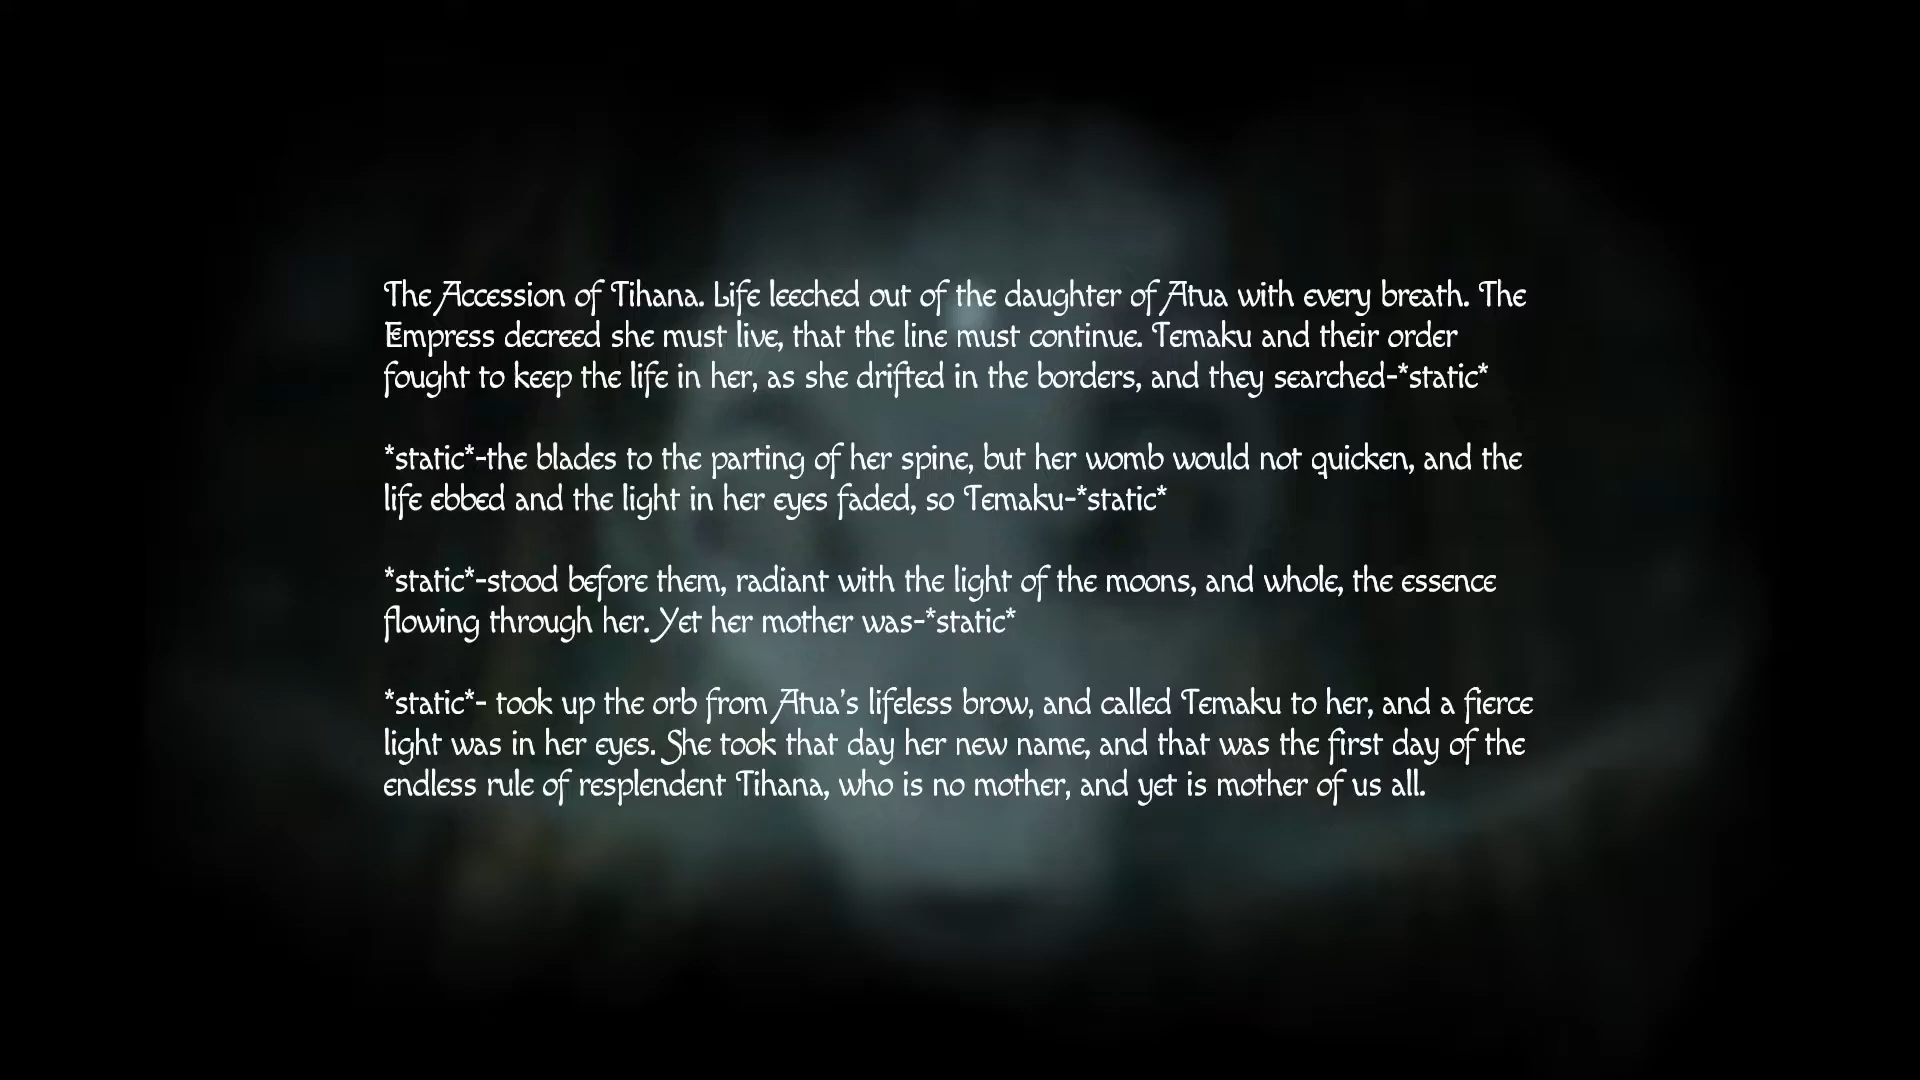 The Accession of Tihana. Life leeched out of the daughter of Atua with every breath. The
Empress decreed she must live, that the line must continue. Temaku and their order
fought to keep the life in her, as she drifted in the borders, and they searched-*static*
*static*-the blades to the parting of her spine, but her womb would not quicken, and the
life ebbed and the light in her eyes faded, so Temaku-*static*
*static*-stood before them, radiant with the light of the moons, and whole, the essence
flowing through her. Yet her mother was-*static*
*static*- took up the orb from Atua's lifeless brow, and called Temaku to her, and a fierce
light was in her eyes. She took that day her new name, and that was the first day of the
endless rule of resplendent Tihana, who is no mother, and yet is mother of us all.